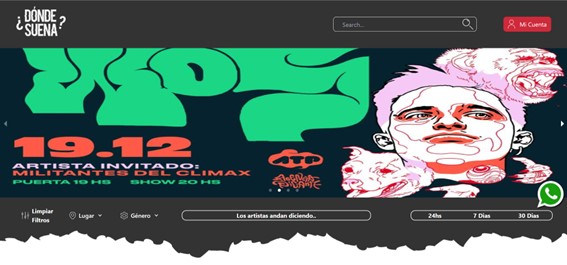 ¿DÓNDE
SUENA?
Search...
Mi Cuenta
19.12
ARTISTA INVITADO:
MILITANTES DEL CLIMAX
PUERTA 19 HS SHOW 20 HS
ATP
Limpiar
Filtros
Lugar
Género
Los artistas andan diciendo..
24hs
7 Días
30 Días